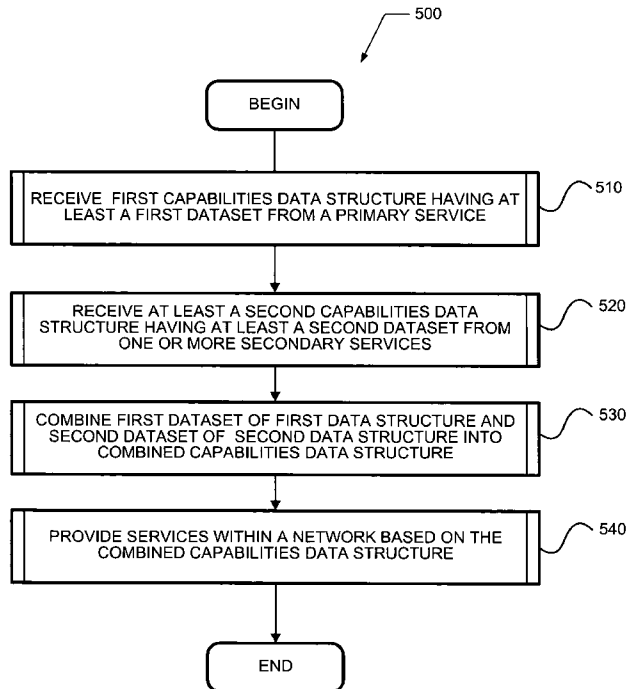 500
BEGIN
RECEIVE FIRST CAPABILITIES DATA STRUCTURE HAVING AT
LEAST A FIRST DATASET FROM A PRIMARY SERVICE
510
RECEIVE AT LEAST A SECOND CAPABILITIES DATA
STRUCTURE HAVING AT LEAST A SECOND DATASET FROM
ONE OR MORE SECONDARY SERVICES
520
COMBINE FIRST DATASET OF FIRST DATA STRUCTURE AND
SECOND DATASET OF SECOND DATA STRUCTURE INTO
COMBINED CAPABILITIES DATA STRUCTURE
530
PROVIDE SERVICES WITHIN A NETWORK BASED ON THE
COMBINED CAPABILITIES DATA STRUCTURE
540
END